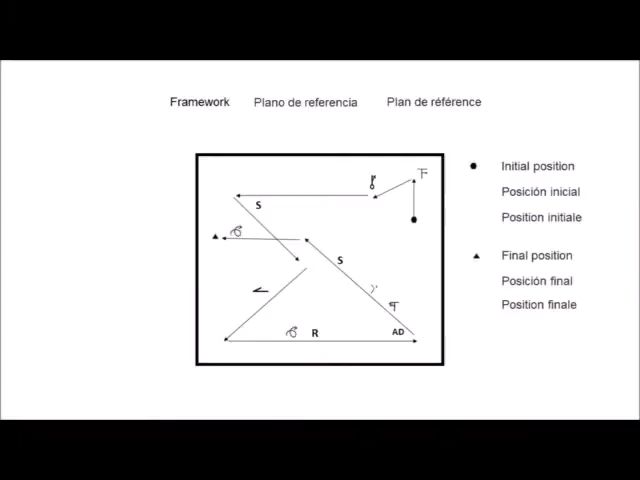 Framework Plano de referencia Plan de référence
Initial position
Posición inicial
Position initiale
Final position
Posición final
Position finale
S
S
R
AD